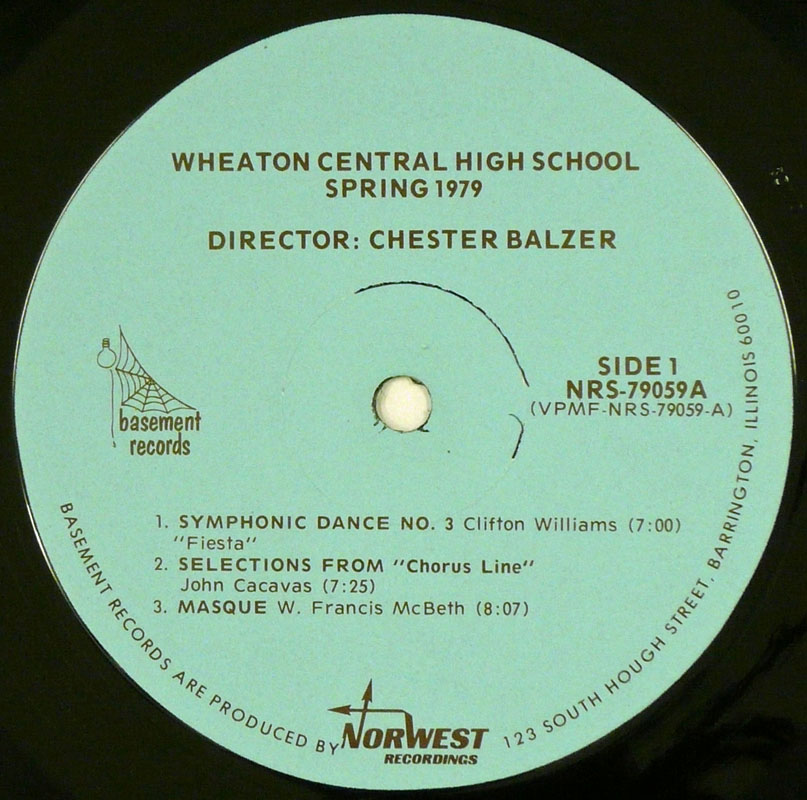 WHEATON CENTRAL HIGH SCHOOL
SPRING 1979
DIRECTOR: CHESTER BALZER
SIDE 1
NRS-79059A
(VPMF-NRS-79059-A)
basement
records
1. SYMPHONIC DANCE NO. 3 Clifton Williams (7:00)
"Fiesta"
2. SELECTIONS FROM "Chorus Line"
John Cacavas (7:25)
3. MASQUE W. Francis McBeth (8:07)
BASEMENT RECORDS ARE PRODUCED BY NORWEST RECORDINGS 123 SOUTH HOUGH STREET, BARRINGTON, ILLINOIS 60010